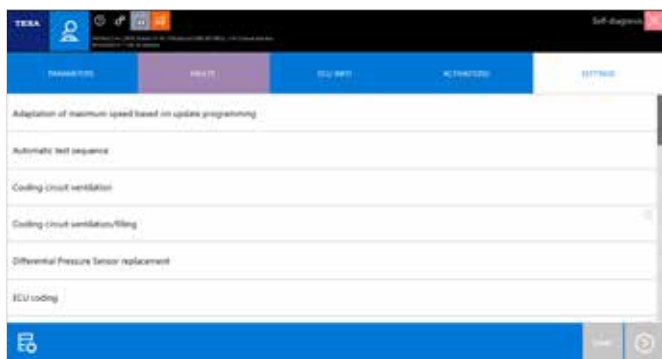 TEXA
Self-diagnosis
PARAMETERS
FAULTS
ECU INFO
ACTIVATIONS
SETTINGS
Adaptation of maximum speed based on update programming
Automatic test sequence
Cooling circuit ventilation
Cooling circuit ventilation/filling
Differential Pressure Sensor replacement
ECU coding